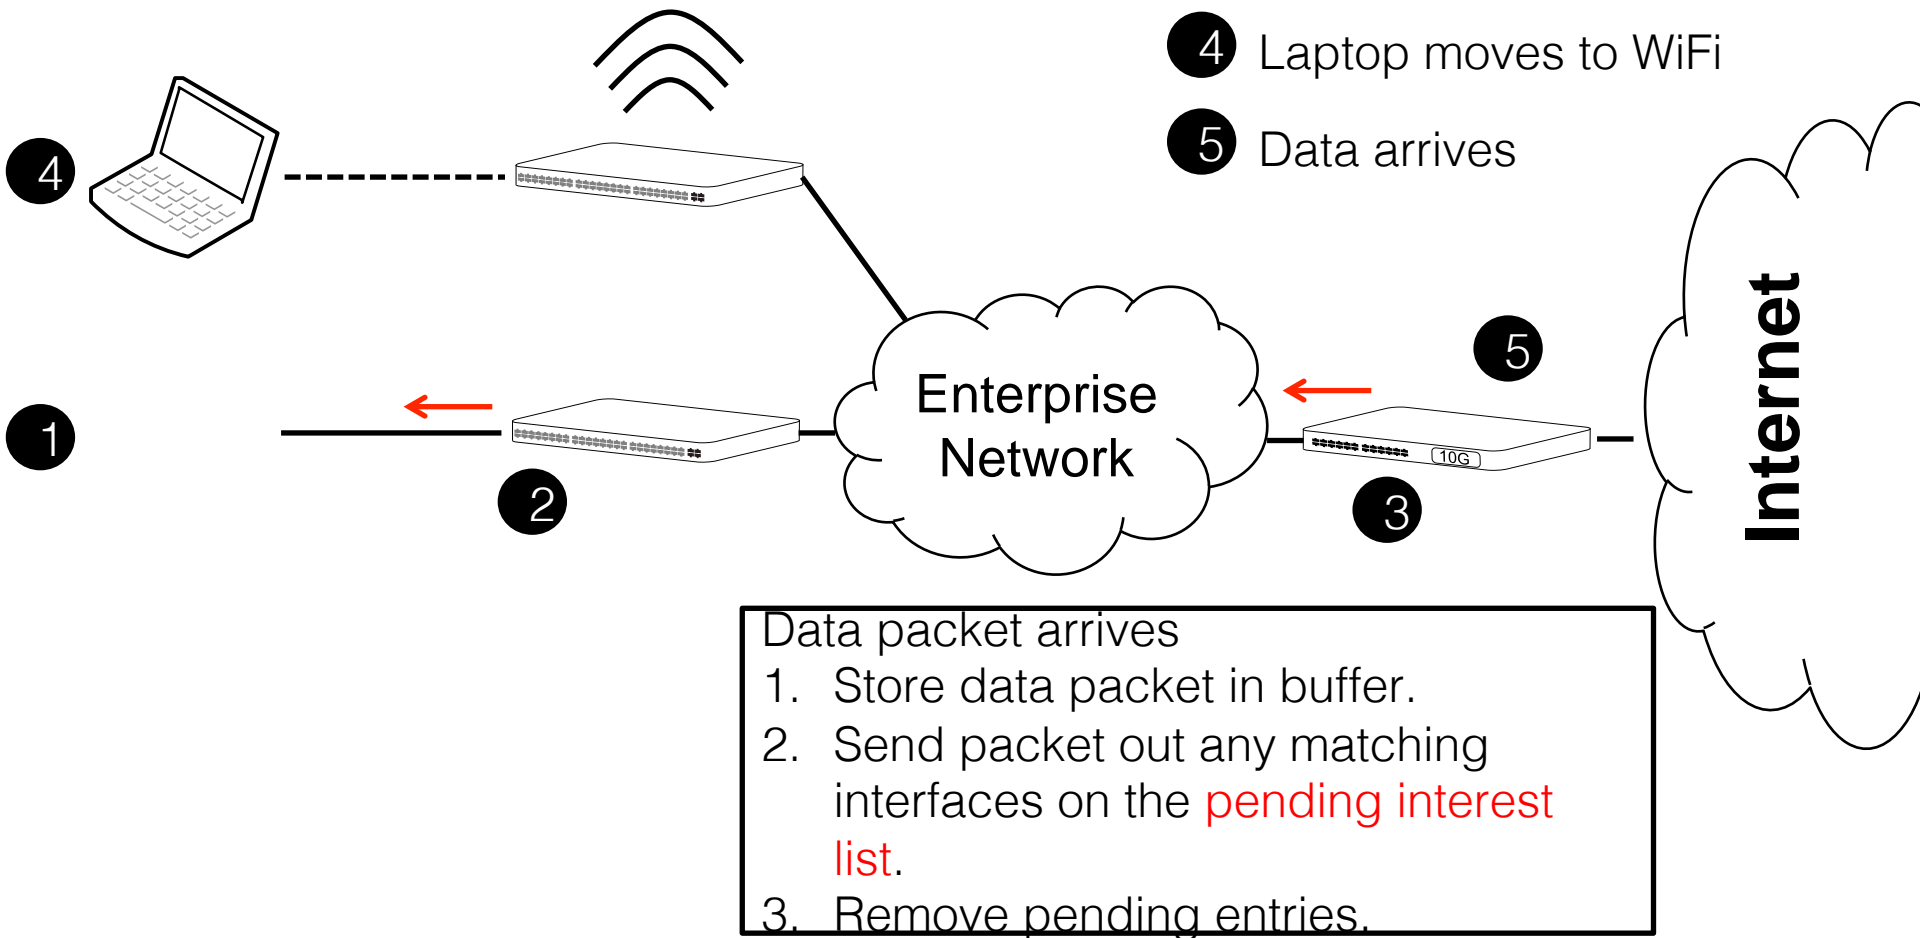 4 Laptop moves to WiFi
5 Data arrives
4
1
2
Enterprise
Network
5
10G
3
Internet
Data packet arrives
1. Store data packet in buffer.
2. Send packet out any matching
interfaces on the pending interest
list.
3. Remove pending entries.